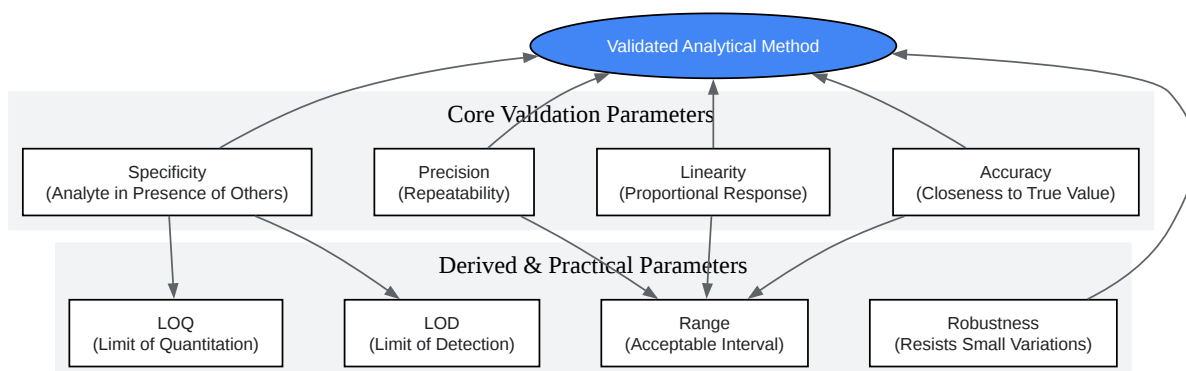 Validated Analytical Method
Core Validation Parameters
Specificity
(Analyte in Presence of Others)
Precision
(Repeatability)
Linearity
(Proportional Response)
Accuracy
(Closeness to True Value)
Derived & Practical Parameters
LOQ
(Limit of Quantitation)
LOD
(Limit of Detection)
Range
(Acceptable Interval)
Robustness
(Resists Small Variations)